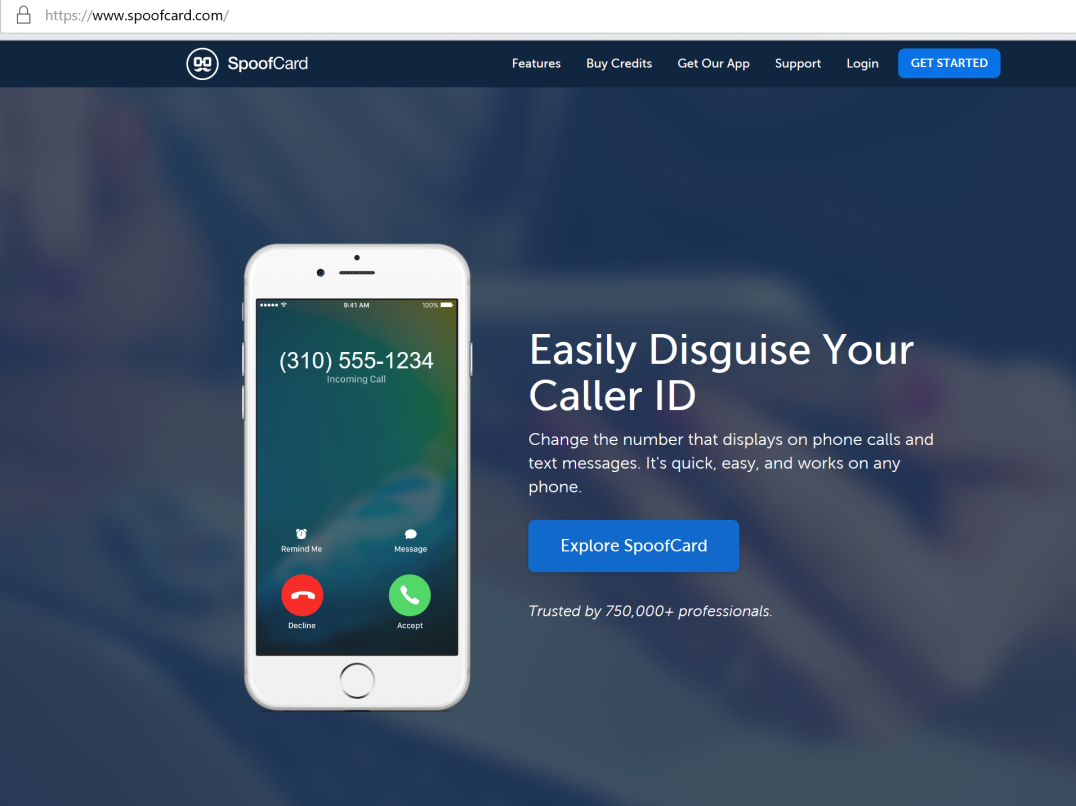 https://www.spoofcard.com/
SpoofCard
Features
Buy Credits
Get Our App
Support
Login
GET STARTED
9:41 AM
100%
(310) 555-1234
Incoming Call
Remind Me
Message
Decline
Accept
Easily Disguise Your
Caller ID
Change the number that displays on phone calls and
text messages. It's quick, easy, and works on any
phone.
Explore SpoofCard
Trusted by 750,000+ professionals.